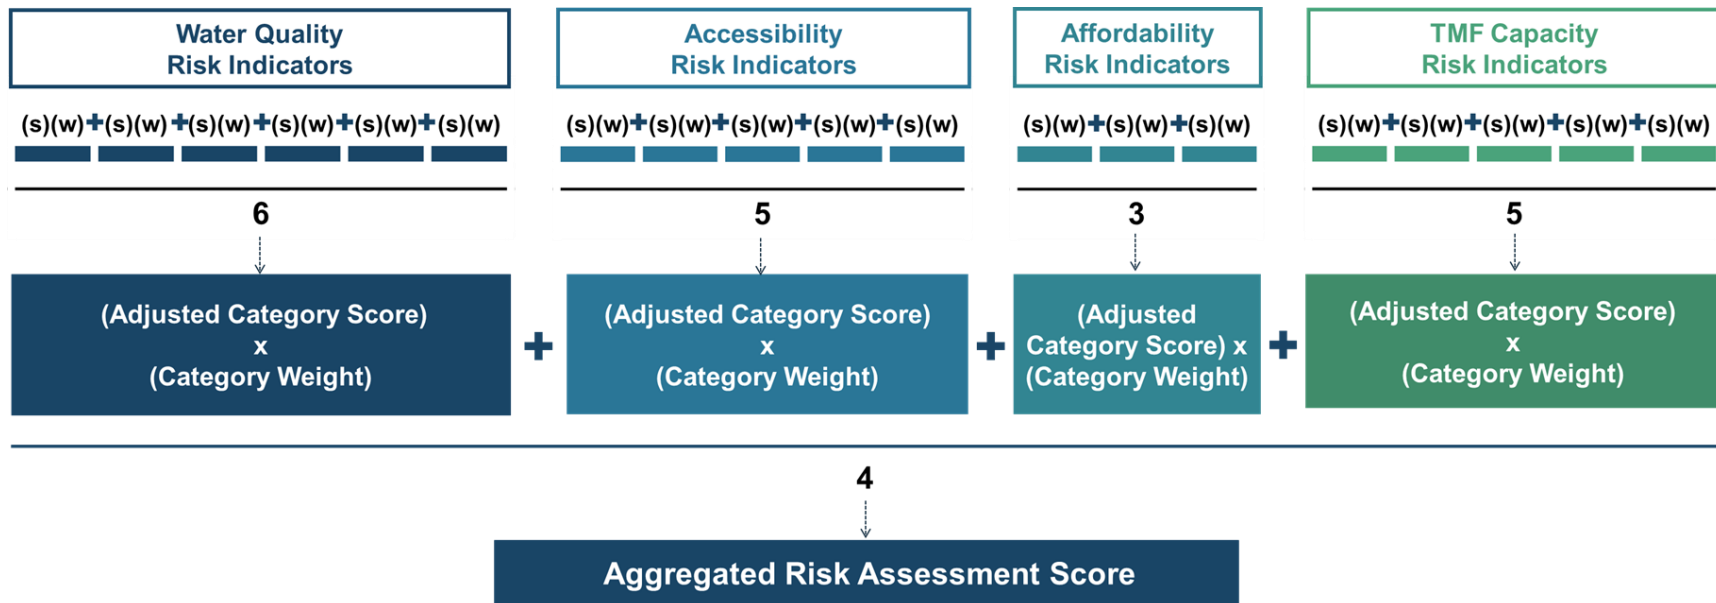 Water Quality
Risk Indicators
Accessibility
Risk Indicators
Affordability
Risk Indicators
TMF Capacity
Risk Indicators
(s)(w)+(s)(w)+(s)(w)+(s)(w)+(s)(w)+(s)(w)
(s)(w)+(s)(w)+(s)(w)+(s)(w)+(s)(w)
(s)(w)+(s)(w)+(s)(w)
(s)(w)+(s)(w)+(s)(w)+(s)(w)+(s)(w)
6
5
3
5
(Adjusted Category Score)
x
(Category Weight)
+
(Adjusted Category Score)
x
(Category Weight)
+
(Adjusted
Category Score) x
(Category Weight)
+
(Adjusted Category Score)
x
(Category Weight)
4
Aggregated Risk Assessment Score